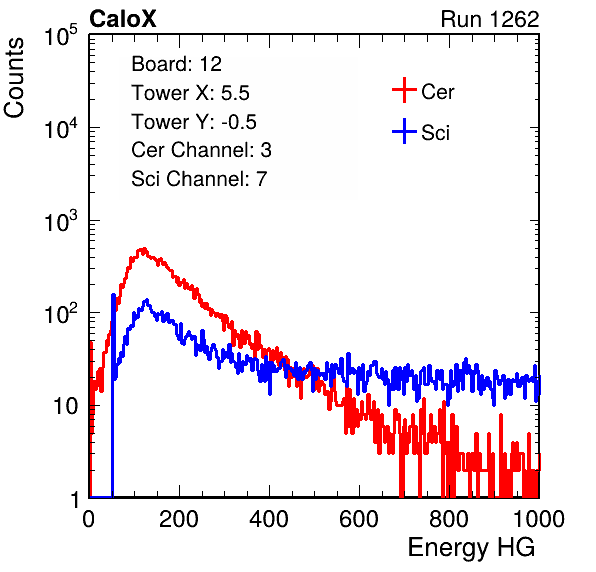 CaloX Run 1262
Counts
Board: 12
Tower X: 5.5
Tower Y: -0.5
Cer Channel: 3
Sci Channel: 7
Cer
Sci
10^5
10^4
10^3
10^2
10
1
0 200 400 600 800 1000
Energy HG